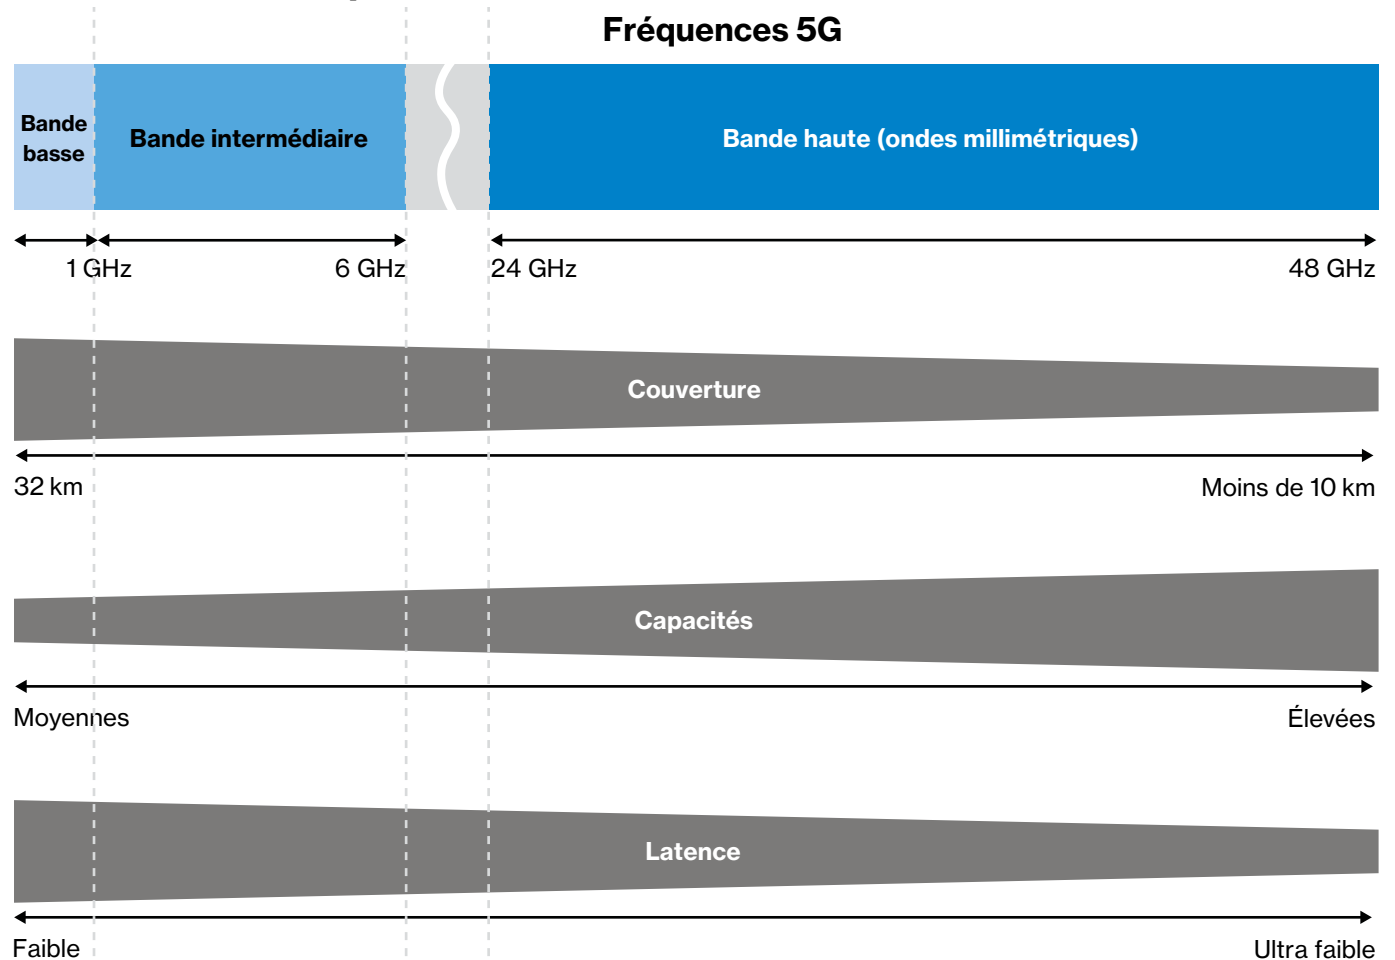 Fréquences 5G
Bande
basse
Bande intermédiaire
Bande haute (ondes millimétriques)
1 GHz
6 GHz
24 GHz
48 GHz
Couverture
32 km
Moins de 10 km
Capacités
Moyennes
Élevées
Latence
Faible
Ultra faible